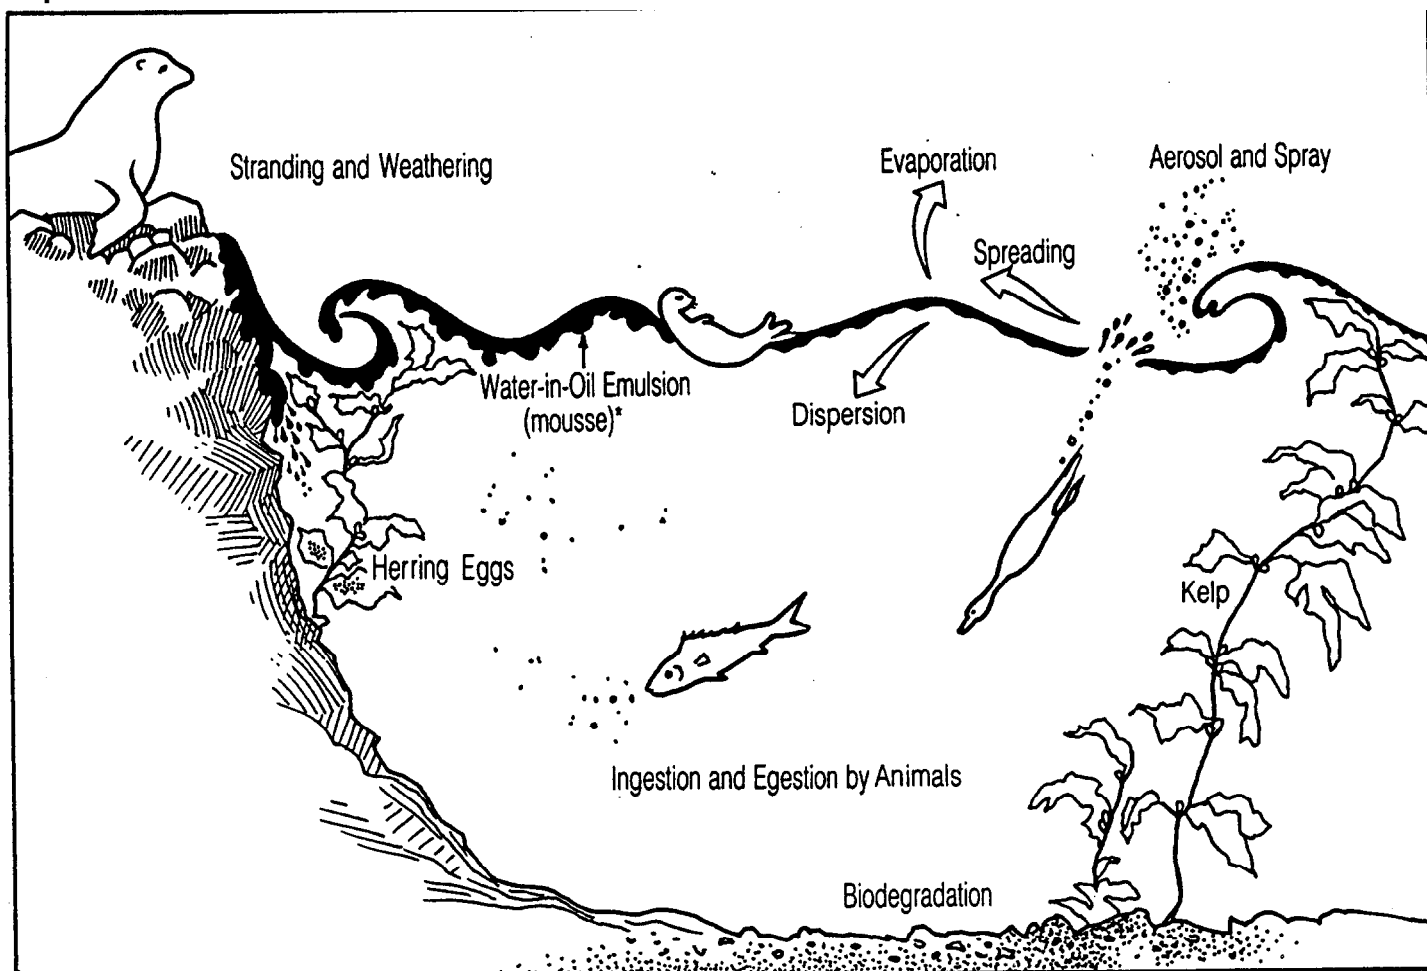 Stranding and Weathering
Evaporation
Aerosol and Spray
Spreading
Water-in-Oil Emulsion
(mousse)*
Dispersion
Herring Eggs
Kelp
Ingestion and Egestion by Animals
Biodegradation